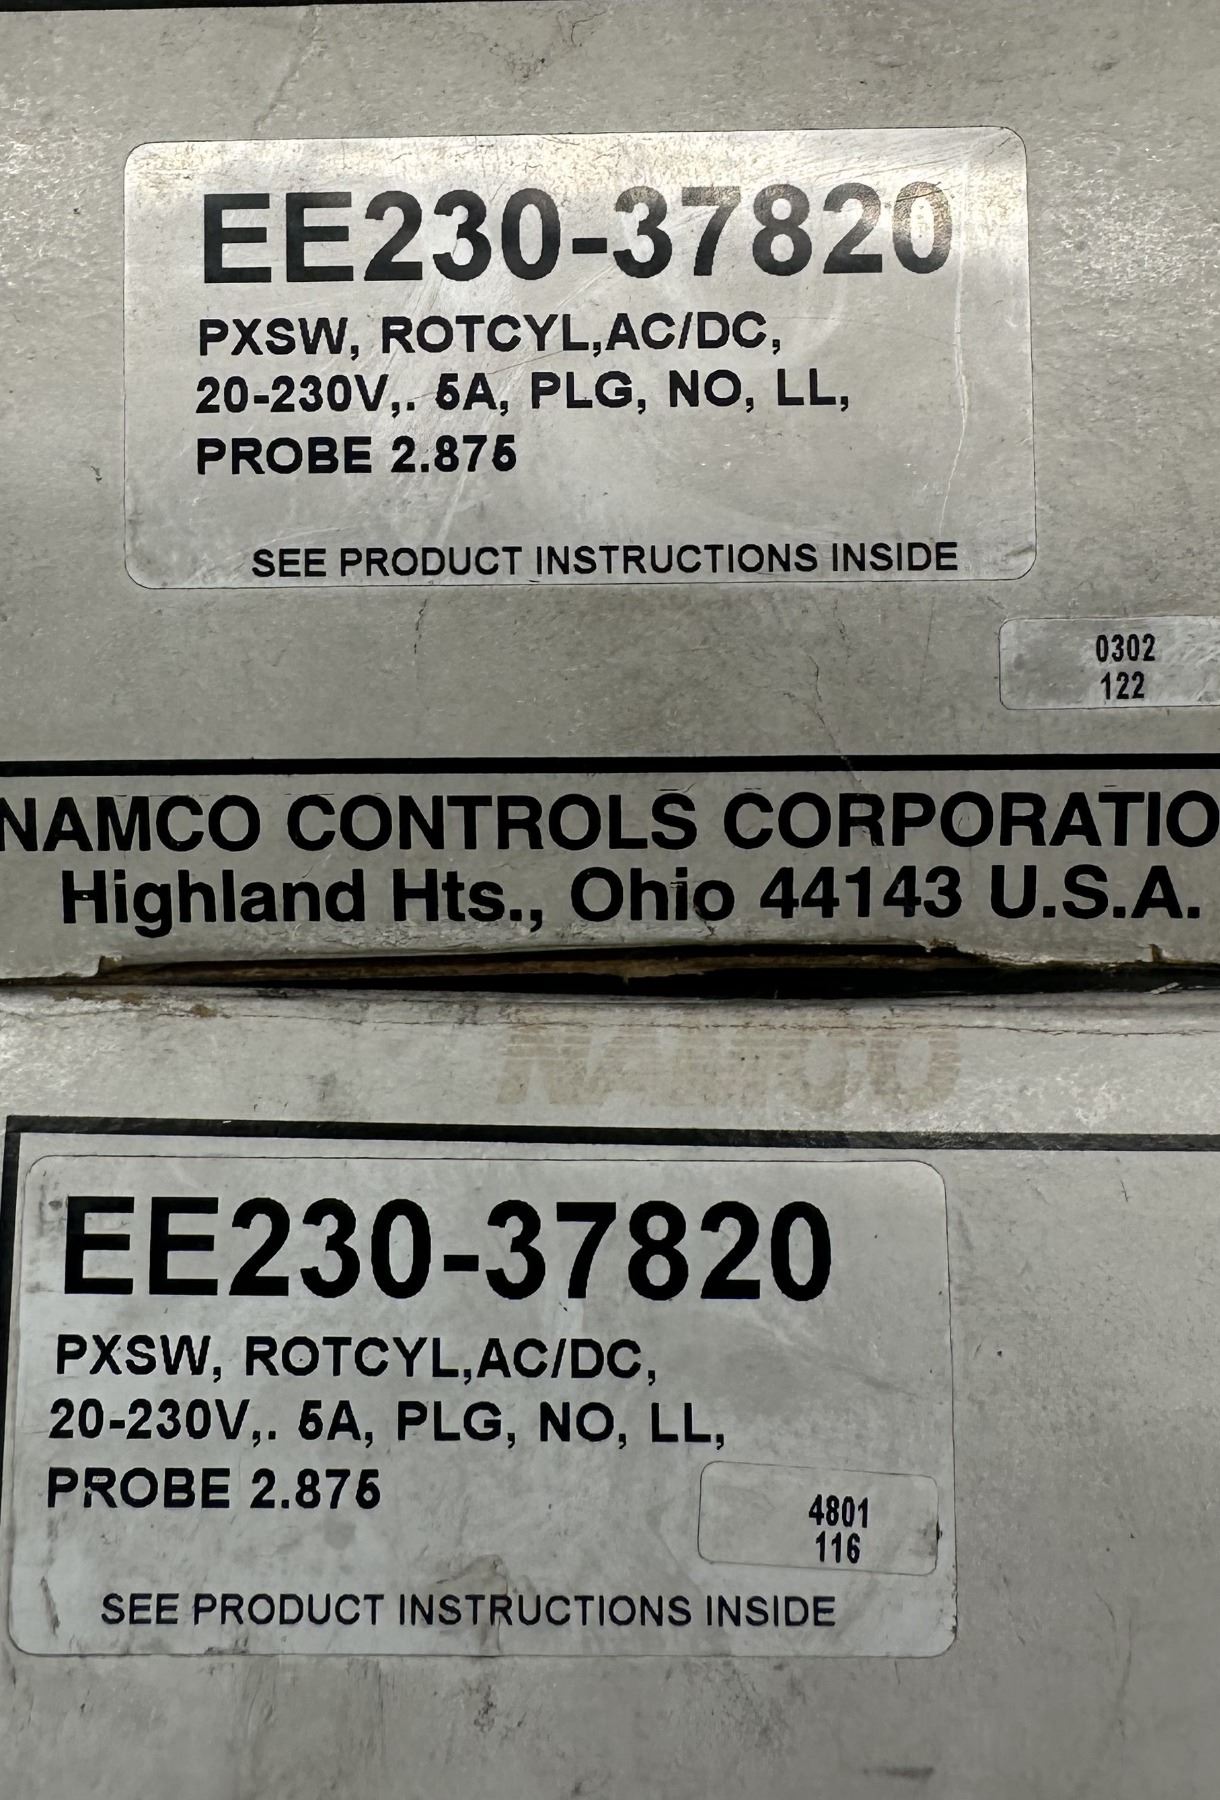 EE230-37820
PXSW, ROTCYL,AC/DC,
20-230V,. 5A, PLG, NO, LL,
PROBE 2.875
SEE PRODUCT INSTRUCTIONS INSIDE
0302
122
NAMCO CONTROLS CORPORATIO
Highland Hts., Ohio 44143 U.S.A.
NAMCO
EE230-37820
PXSW, ROTCYL,AC/DC,
20-230V,. 5A, PLG, NO, LL,
PROBE 2.875
4801
116
SEE PRODUCT INSTRUCTIONS INSIDE